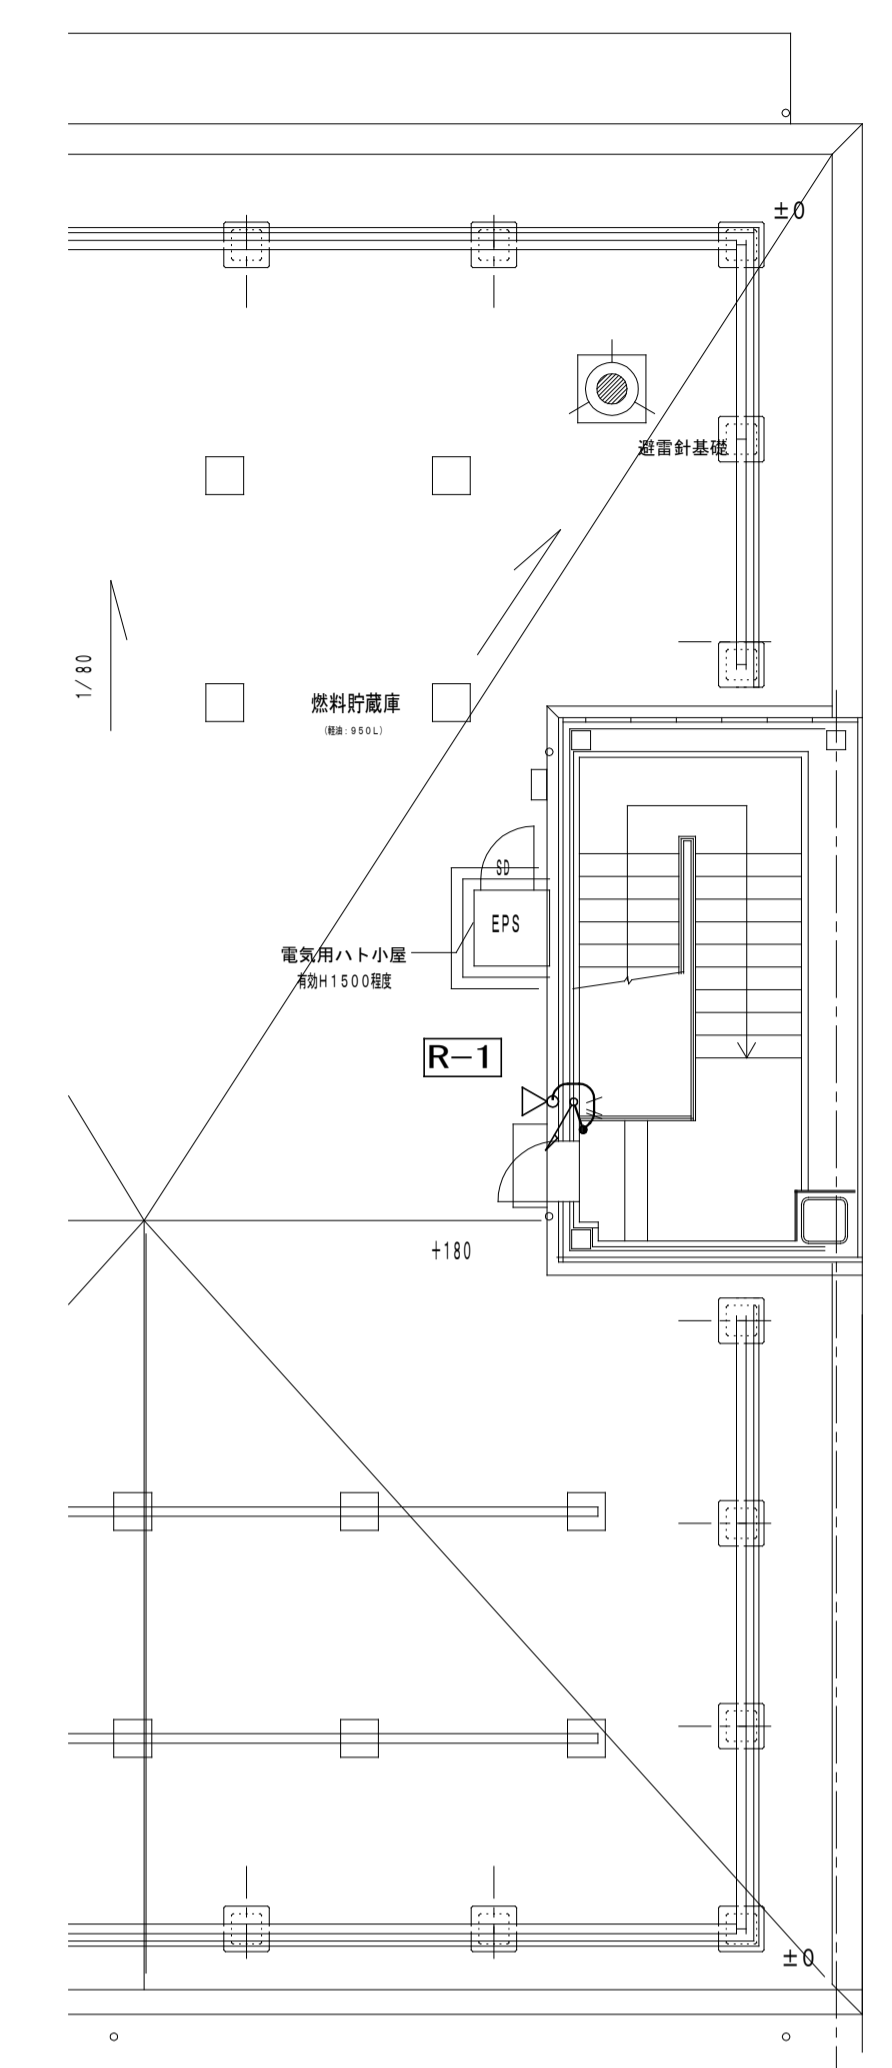 ±0
避雷針基礎
1/80
燃料貯蔵庫
(軽油:950L)
SD
EPS
電気用ハト小屋
有効H1500程度
R-1
+180
±0